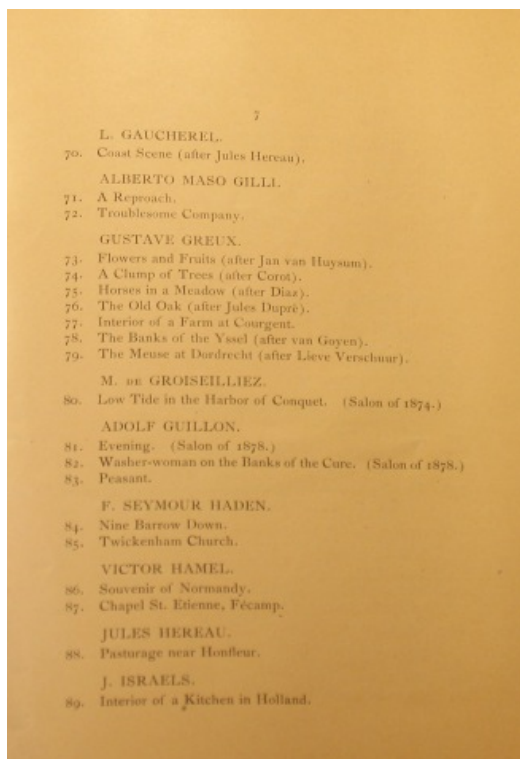 7
L. GAUCHEREL.
70. Coast Scene (after Jules Hereau).
ALBERTO MASO GILLI.
71. A Reproach.
72. Troublesome Company.
GUSTAVE GREUX.
73. Flowers and Fruits (after Jan van Huysum).
74. A Clump of Trees (after Corot).
75. Horses in a Meadow (after Diaz).
76. The Old Oak (after Jules Duprè).
77. Interior of a Farm at Courgent.
78. The Banks of the Yssel (after van Goyen).
79. The Meuse at Dordrecht (after Lieve Verschuur).
M. DE GROISEILLIEZ.
80. Low Tide in the Harbor of Conquet. (Salon of 1874.)
ADOLF GUILLON.
81. Evening. (Salon of 1878.)
82. Washer-woman on the Banks of the Cure. (Salon of 1878.)
83. Peasant.
F. SEYMOUR HADEN.
84. Nine Barrow Down.
85. Twickenham Church.
VICTOR HAMEL.
86. Souvenir of Normandy.
87. Chapel St. Etienne, Fécamp.
JULES HEREAU.
88. Pasturage near Honfleur.
J. ISRAELS.
89. Interior of a Kitchen in Holland.